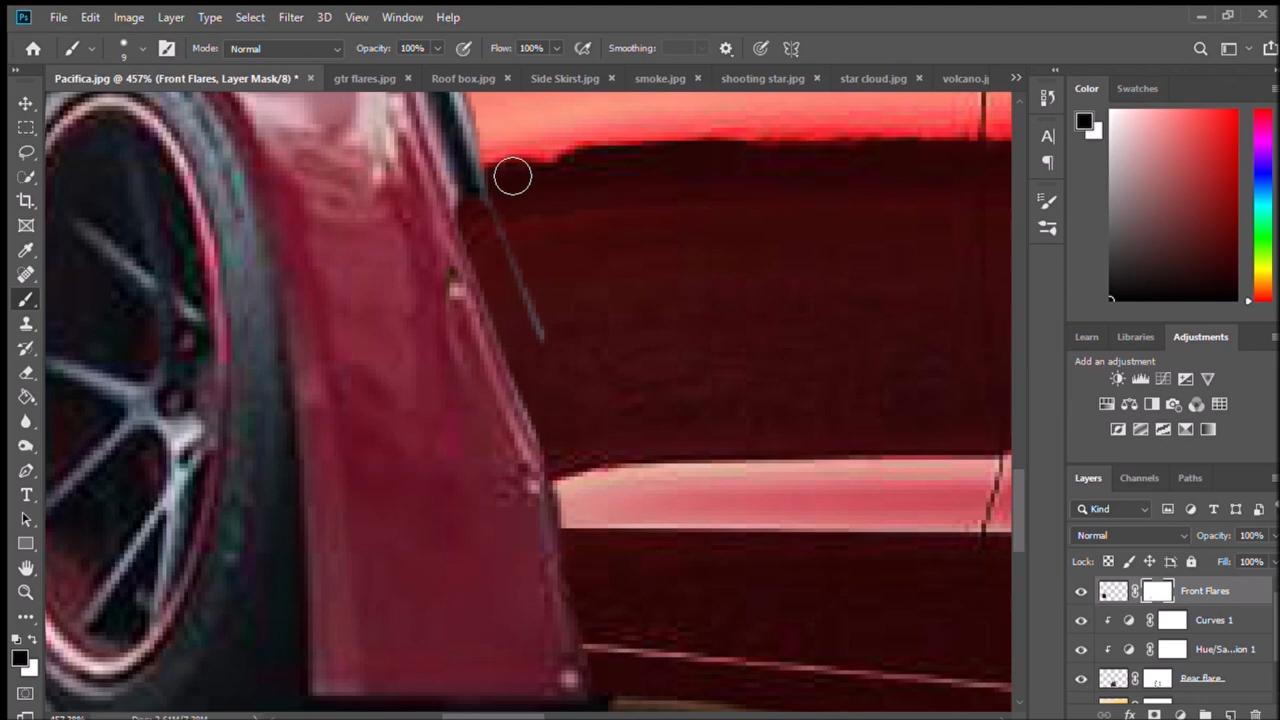 Ps File Edit Image Layer Type Select Filter 3D View Window Help
9 Mode: Normal Opacity: 100% Flow: 100% Smoothing:
Pacifica.jpg @ 457% (Front Flares, Layer Mask/8) * × gtr flares.jpg × Roof box.jpg × Side Skirst.jpg × smoke.jpg × shooting star.jpg × star cloud.jpg × volcano.j
Color Swatches
Learn Libraries Adjustments
Add an adjustment
Layers Channels Paths
Kind
Normal Opacity: 100%
Lock: Fill: 100%
Front Flares
Curves 1
Hue/Sa...ion 1
Rear flare